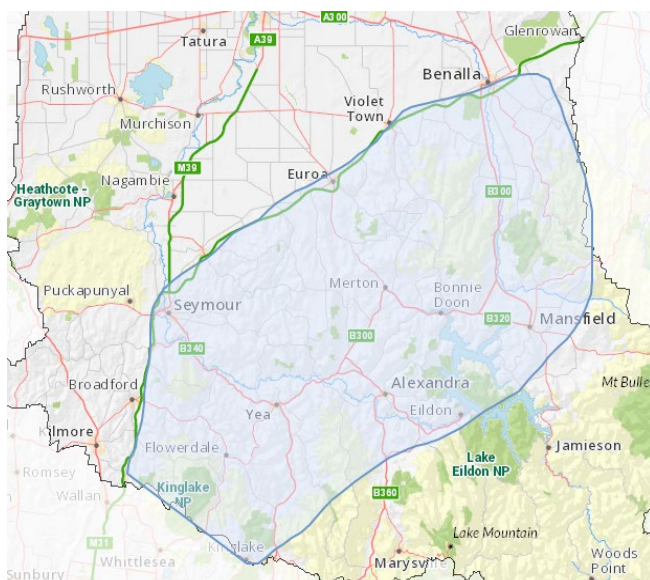 A300
Glenrowan
Tatura
A39
Benalla
Rushworth
Violet
Town
Murchison
M39
Euroa
Nagambie
Heathcote -
Graytown NP
B300
Puckapunyal
Merton
Bonnie
Doon
Seymour
B320
Mansfield
B300
B340
Mt Bulle
Broadford
Alexandra
Yea
Eildon
Kilmore
Flowerdale
Lake
Eildon NP
Jamieson
Romsey
Kinglake
NP
B360
Wallan
Lake Mountain
M31
Kinglake
Whittlesea
Marysville
Woods
Point
Sunbury